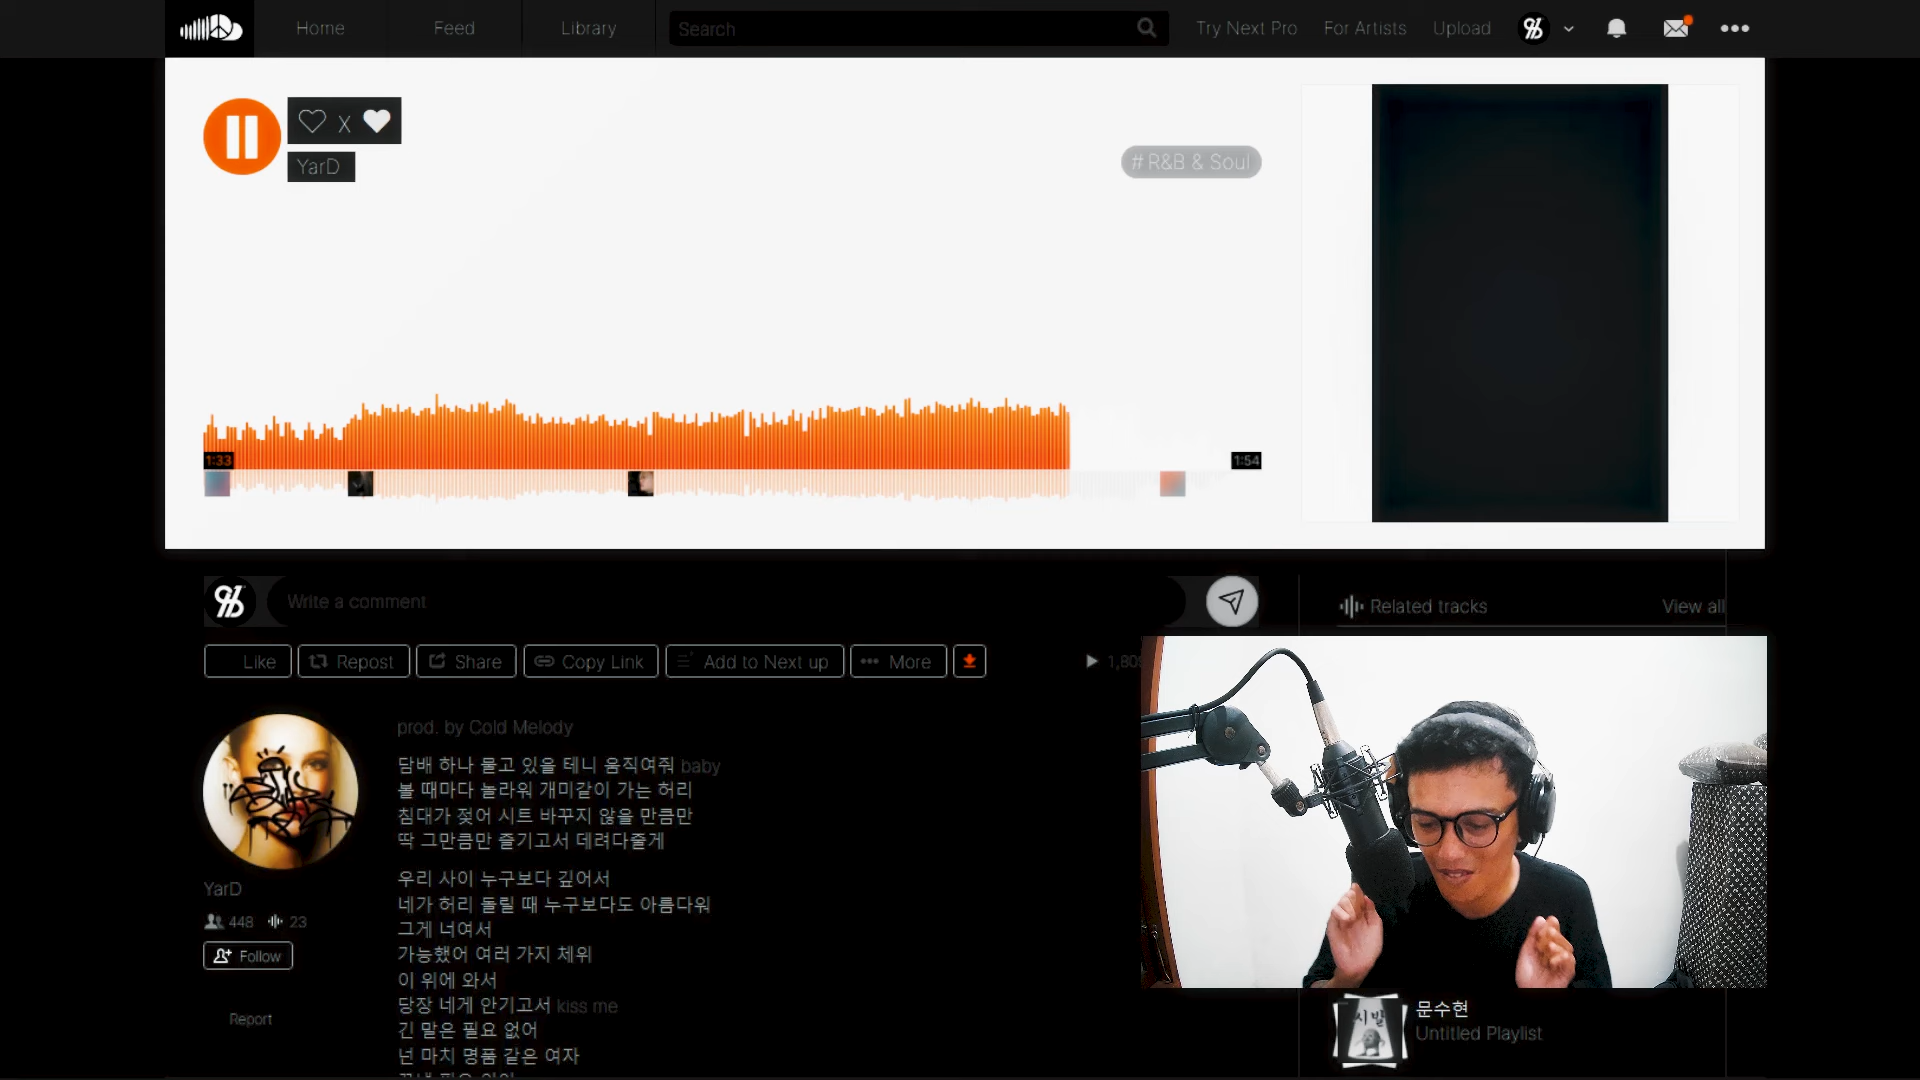 Home
Feed
Library
Search
Try Next Pro
For Artists
Upload
♡ x ♥
YarD
# R&B & Soul
1:33
1:54
Write a comment
Related tracks
View all
Like
Repost
Share
Copy Link
Add to Next up
More
prod. by Cold Melody
담배 하나 물고 있을 테니 움직여줘 baby
볼 때마다 놀라워 개미같이 가는 허리
침대가 젖어 시트 바꾸지 않을 만큼만
딱 그만큼만 즐기고서 데려다줄게
우리 사이 누구보다 깊어서
네가 허리 돌릴 때 누구보다도 아름다워
그게 너여서
가능했어 여러 가지 체위
이 위에 와서
당장 네게 안기고서 kiss me
긴 말은 필요 없어
넌 마치 명품 같은 여자
YarD
448
23
Follow
Report
시발
문수현
Untitled Playlist